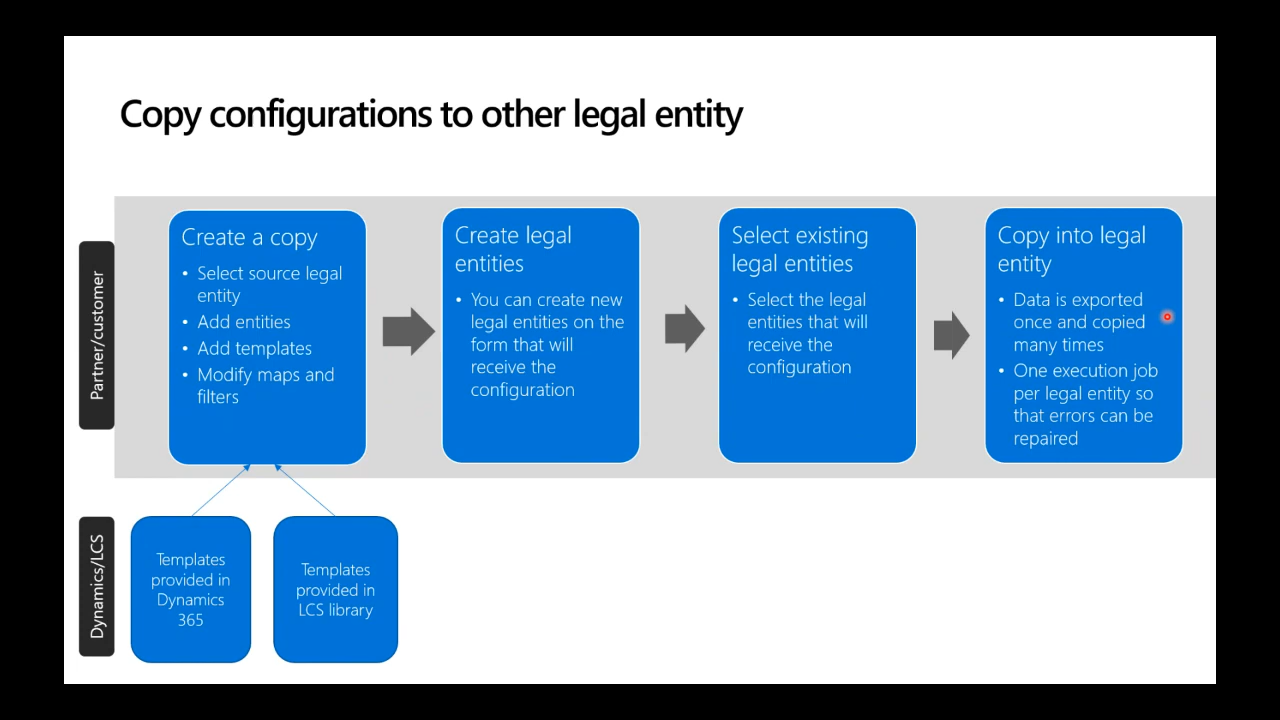 Copy configurations to other legal entity
Partner/customer
Create a copy
• Select source legal
entity
• Add entities
• Add templates
• Modify maps and
filters
Create legal
entities
• You can create new
legal entities on the
form that will
receive the
configuration
Select existing
legal entities
• Select the legal
entities that will
receive the
configuration
Copy into legal
entity
• Data is exported
once and copied
many times
• One execution job
per legal entity so
that errors can be
repaired
Dynamics/LCS
Templates
provided in
Dynamics
365
Templates
provided in
LCS library